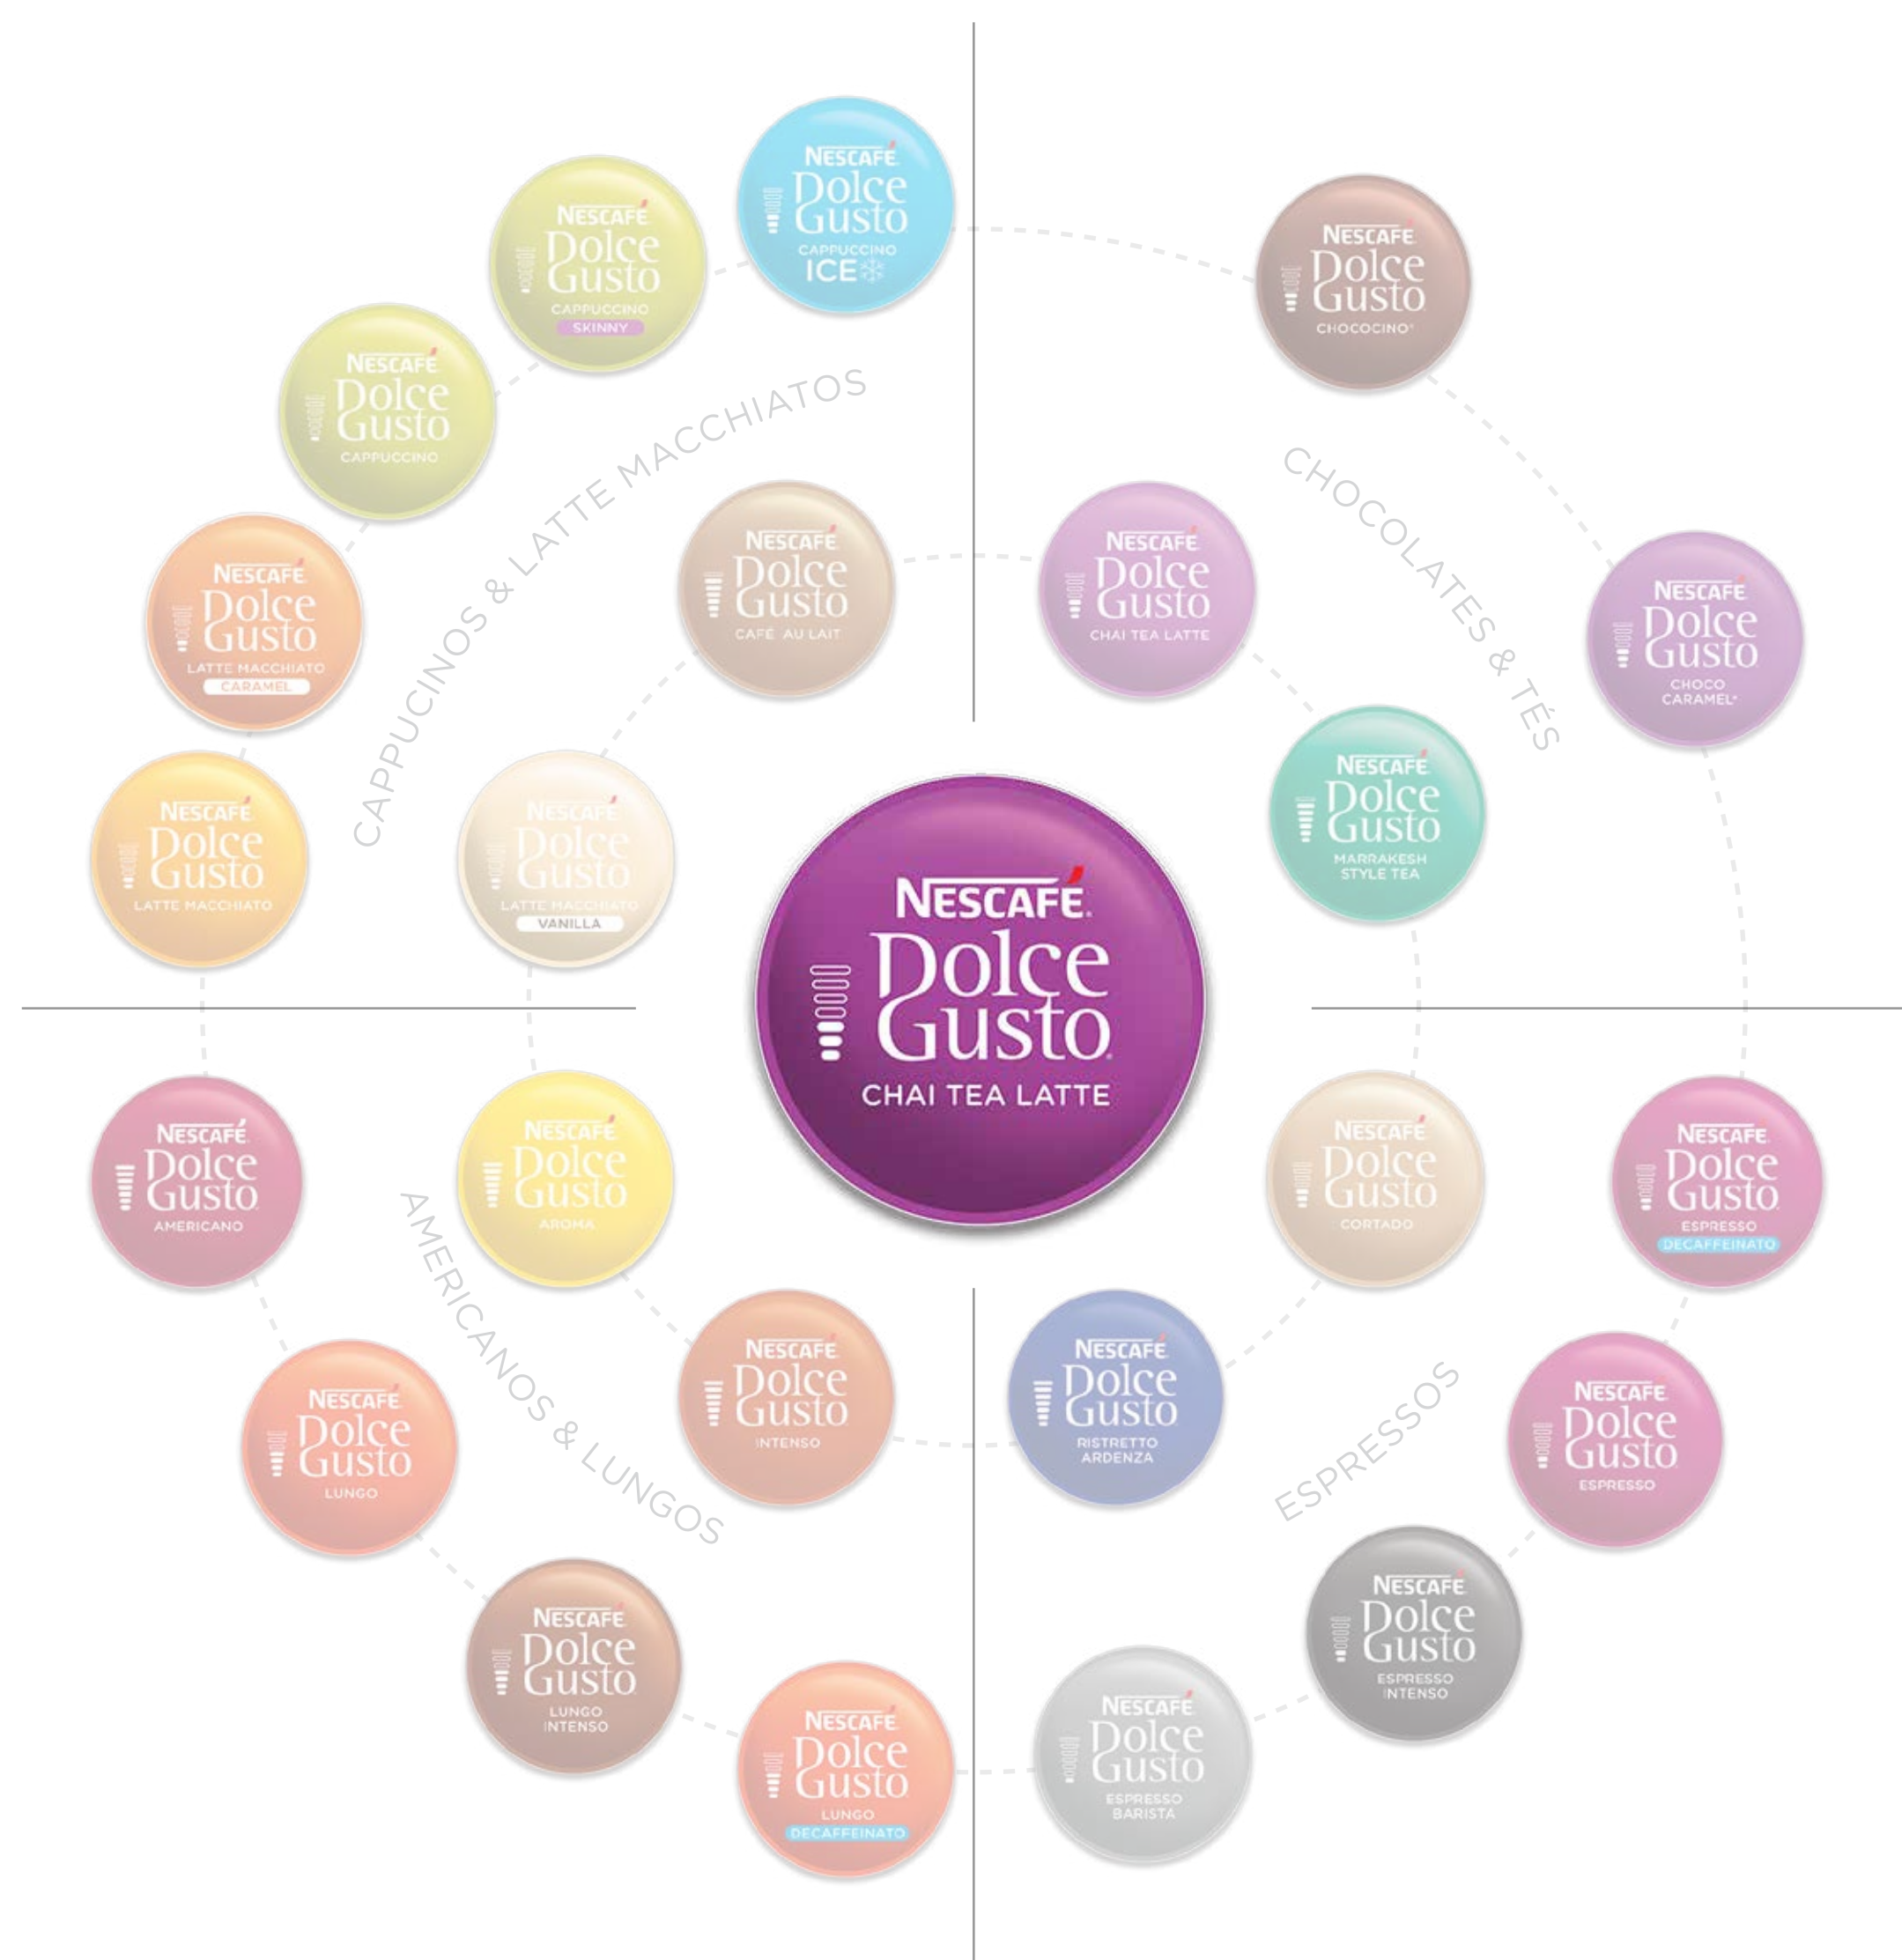 NESCAFÉ
Dolce
Gusto
CAPPUCCINO
ICE
NESCAFÉ
Dolce
Gusto
CAPPUCCINO
SKINNY
NESCAFÉ
Dolce
Gusto
CAPPUCCINO
NESCAFÉ
Dolce
Gusto
LATTE MACCHIATO
CARAMEL
NESCAFÉ
Dolce
Gusto
LATTE MACCHIATO
CAPPUCINOS & LATTE MACCHIATOS
NESCAFÉ
Dolce
Gusto
CAFÉ AU LAIT
NESCAFÉ
Dolce
Gusto
LATTE MACCHIATO
VANILLA
NESCAFÉ
Dolce
Gusto
CHOCOCINO*
CHOCOLATES & TÉS
NESCAFÉ
Dolce
Gusto
CHAI TEA LATTE
NESCAFÉ
Dolce
Gusto
CHOCO
CARAMEL*
NESCAFÉ
Dolce
Gusto
MARRAKESH
STYLE TEA
NESCAFÉ.
Dolce
Gusto
CHAI TEA LATTE
NESCAFÉ
Dolce
Gusto
AMERICANO
NESCAFÉ
Dolce
Gusto
AROMA
AMERICANOS & LUNGOS
NESCAFÉ
Dolce
Gusto
INTENSO
NESCAFÉ
Dolce
Gusto
LUNGO
NESCAFÉ
Dolce
Gusto
LUNGO
INTENSO
NESCAFÉ
Dolce
Gusto
LUNGO
DECAFFEINATO
NESCAFÉ
Dolce
Gusto
CORTADO
NESCAFÉ
Dolce
Gusto
ESPRESSO
DECAFFEINATO
NESCAFÉ
Dolce
Gusto
RISTRETTO
ARDENZA
ESPRESSOS
NESCAFÉ
Dolce
Gusto
ESPRESSO
NESCAFÉ
Dolce
Gusto
ESPRESSO
INTENSO
NESCAFÉ
Dolce
Gusto
ESPRESSO
BARISTA